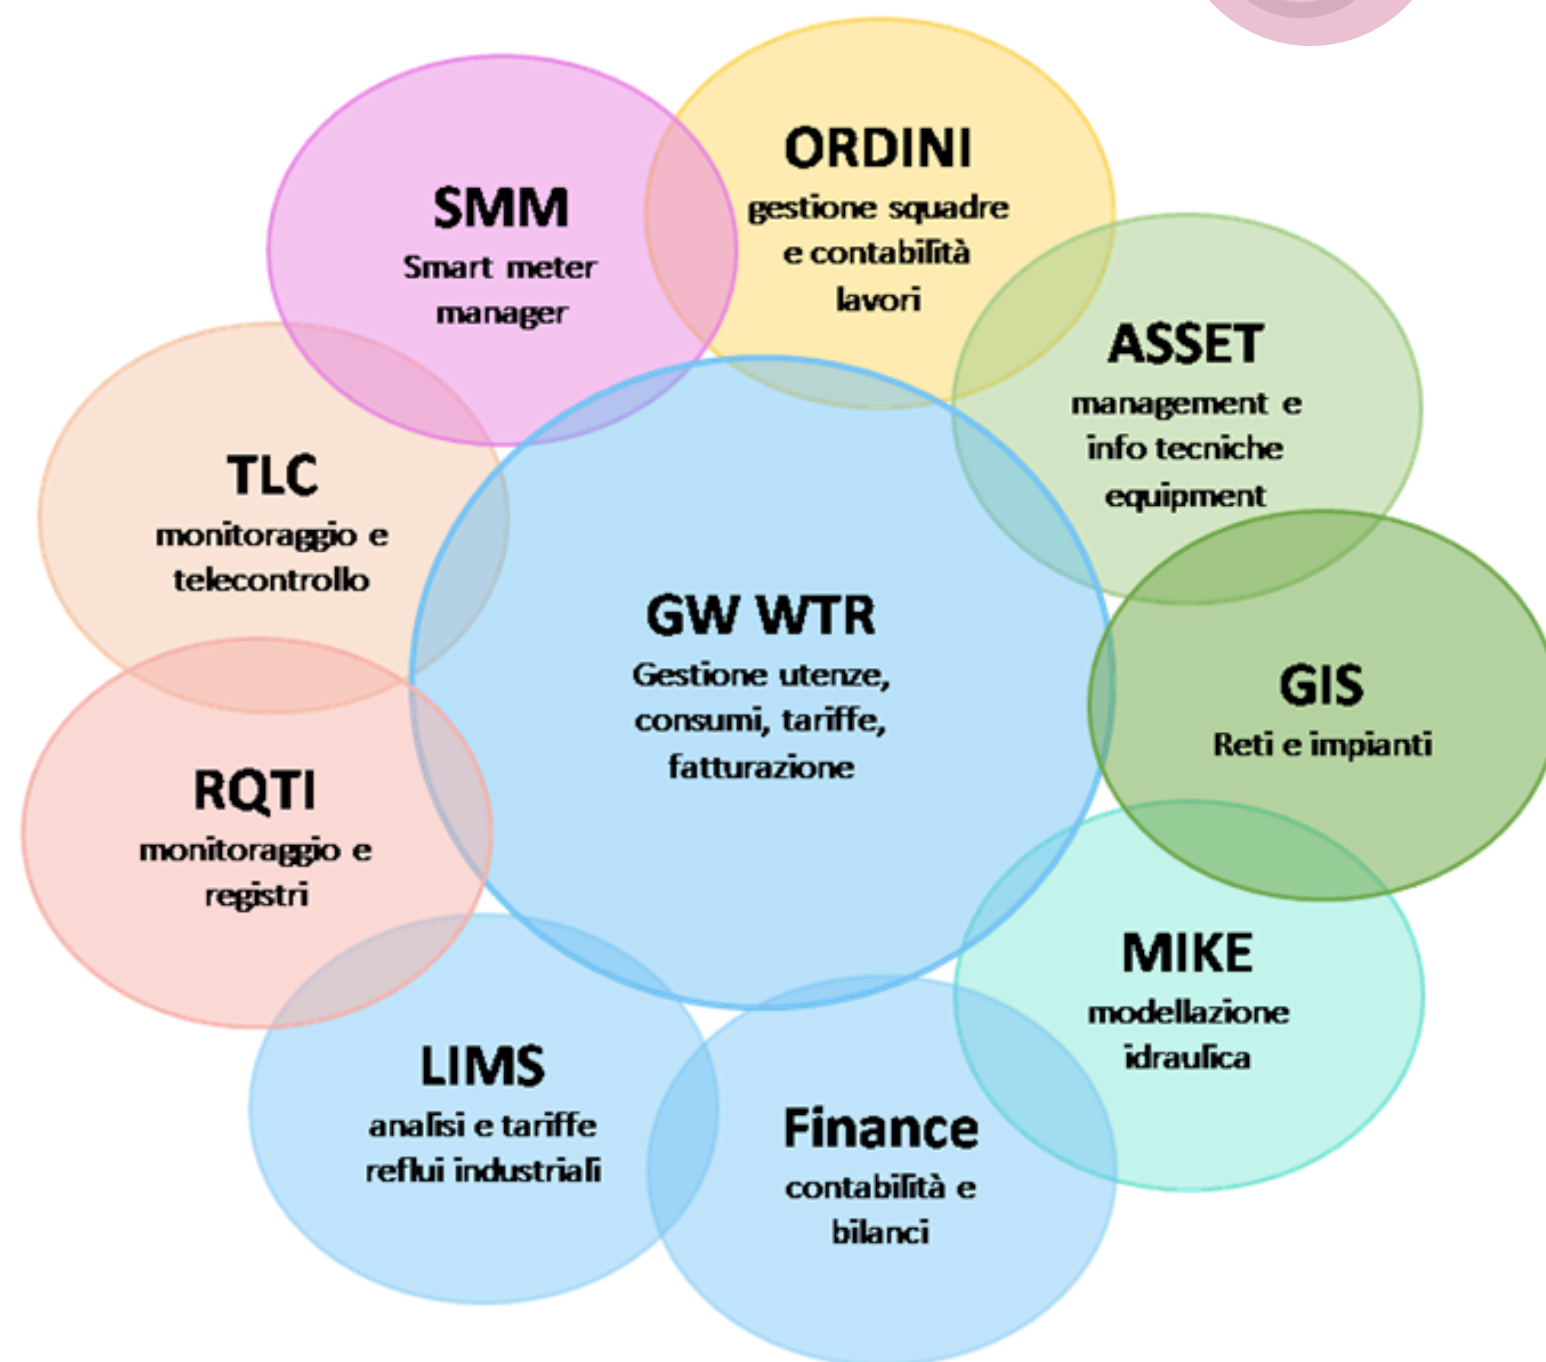 ORDINI
gestione squadre
e contabilità
lavori
SMM
Smart meter
manager
ASSET
management e
info tecniche
equipment
TLC
monitoraggio e
telecontrollo
GW WTR
Gestione utenze,
consumi, tariffe,
fatturazione
GIS
Reti e impianti
RQTI
monitoraggio e
registri
MIKE
modellazione
idraulica
LIMS
analisi e tariffe
reflui industriali
Finance
contabilità e
bilanci